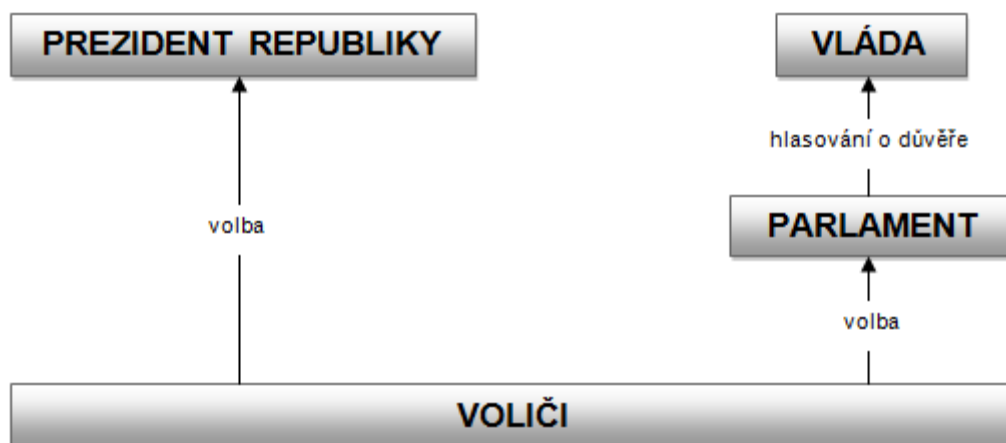 PREZIDENT REPUBLIKY
VLÁDA
hlasování o důvěře
PARLAMENT
volba
volba
VOLIČI